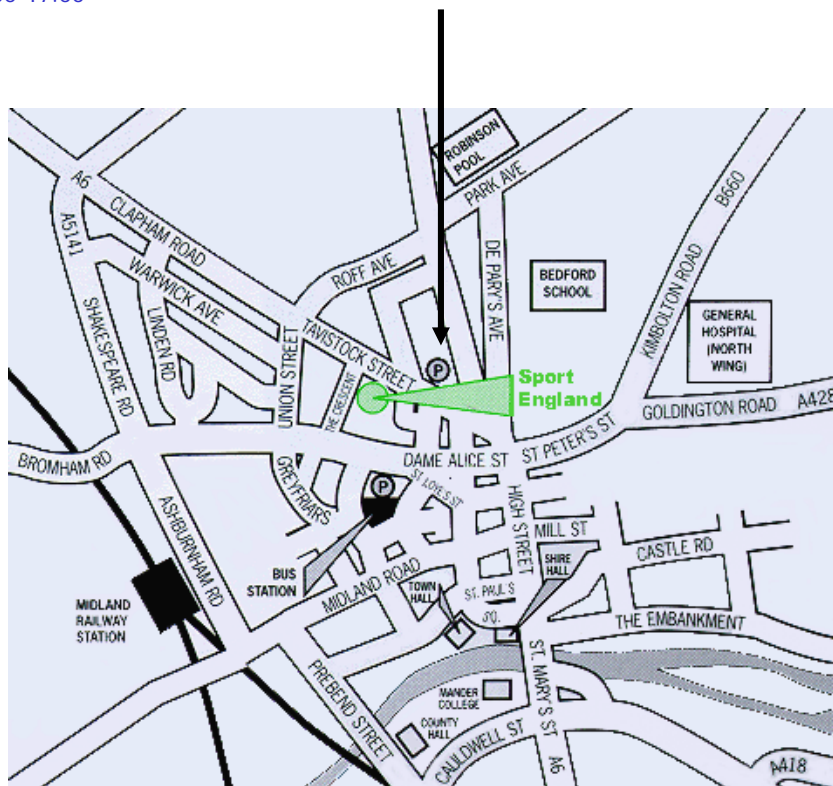 ROBINSON
POOL
PARK AVE
A6
CLAPHAM ROAD
A5141
WARWICK AVE
ROFF AVE
DE PARY'S AVE
BEDFORD
SCHOOL
B660
KIMBOLTON ROAD
GENERAL
HOSPITAL
(NORTH
WING)
SHAKESPEARE RD
LINDEN RD
UNION STREET
TAVISTOCK STREET
P
THE CRESCENT
Sport
England
GOLDINGTON ROAD A428
BROMHAM RD
DAME ALICE ST
ST PETER'S ST
GREYFRIARS
P
ST. LOYE'S ST
HIGH STREET
ASHBURNHAM RD
MILL ST
CASTLE RD
SHIRE
HALL
BUS
STATION
MIDLAND ROAD
TOWN
HALL
ST. PAUL'S
SQ.
MIDLAND
RAILWAY
STATION
THE EMBANKMENT
PREBEND STREET
ST. MARY'S ST
MANDER
COLLEGE
COUNTY
HALL
CAULDWELL ST
A6
A418